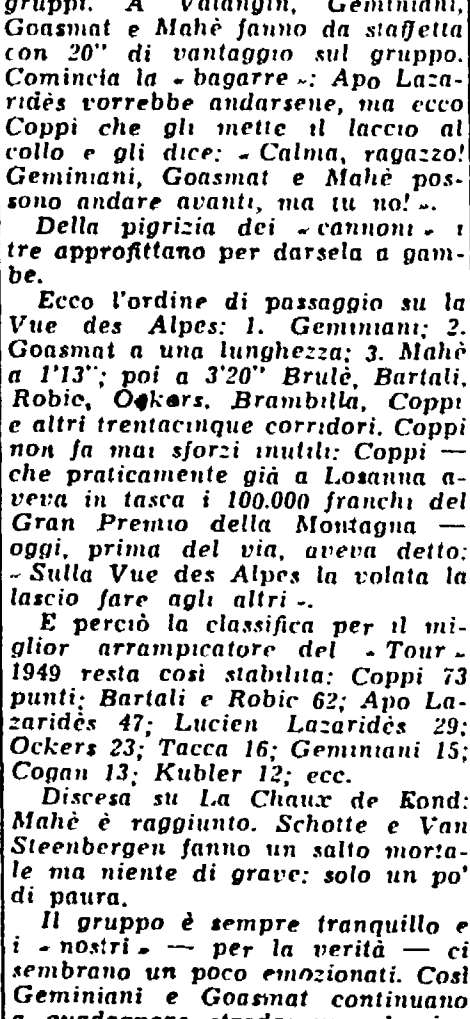 gruppi. A Valangin, Geminiani,
Goasmat e Mahè fanno da staffetta
con 20" di vantaggio sul gruppo.
Comincia la « bagarre »: Apo Laza-
ridès vorrebbe andarsene, ma ecco
Coppi che gli mette il laccio al
collo e gli dice: « Calma, ragazzo!
Geminiani, Goasmat e Mahè pos-
sono andare avanti, ma tu no! ».
Della pigrizia dei « cannoni » i
tre approfittano per darsela a gam-
be.
Ecco l'ordine di passaggio su la
Vue des Alpes: 1. Geminiani; 2.
Goasmat a una lunghezza; 3. Mahè
a 1'13"; poi a 3'20" Brulè, Bartali,
Robic, Ockers, Brambilla, Coppi
e altri trentacinque corridori. Coppi
non fa mai sforzi inutili: Coppi —
che praticamente già a Losanna a-
veva in tasca i 100.000 franchi del
Gran Premio della Montagna —
oggi, prima del via, aveva detto:
« Sulla Vue des Alpes la volata la
lascio fare agli altri ».
E perciò la classifica per il mi-
glior arrampicatore del « Tour »
1949 resta così stabilita: Coppi 73
punti; Bartali e Robic 62; Apo La-
zaridès 47; Lucien Lazaridès 29;
Ockers 23; Tacca 16; Geminiani 15;
Cogan 13; Kubler 12; ecc.
Discesa su La Chaux de Fond:
Mahè è raggiunto. Schotte e Van
Steenbergen fanno un salto morta-
le ma niente di grave: solo un po'
di paura.
Il gruppo è sempre tranquillo e
i « nostri » — per la verità — ci
sembrano un poco emozionati. Così
Geminiani e Goasmat continuano